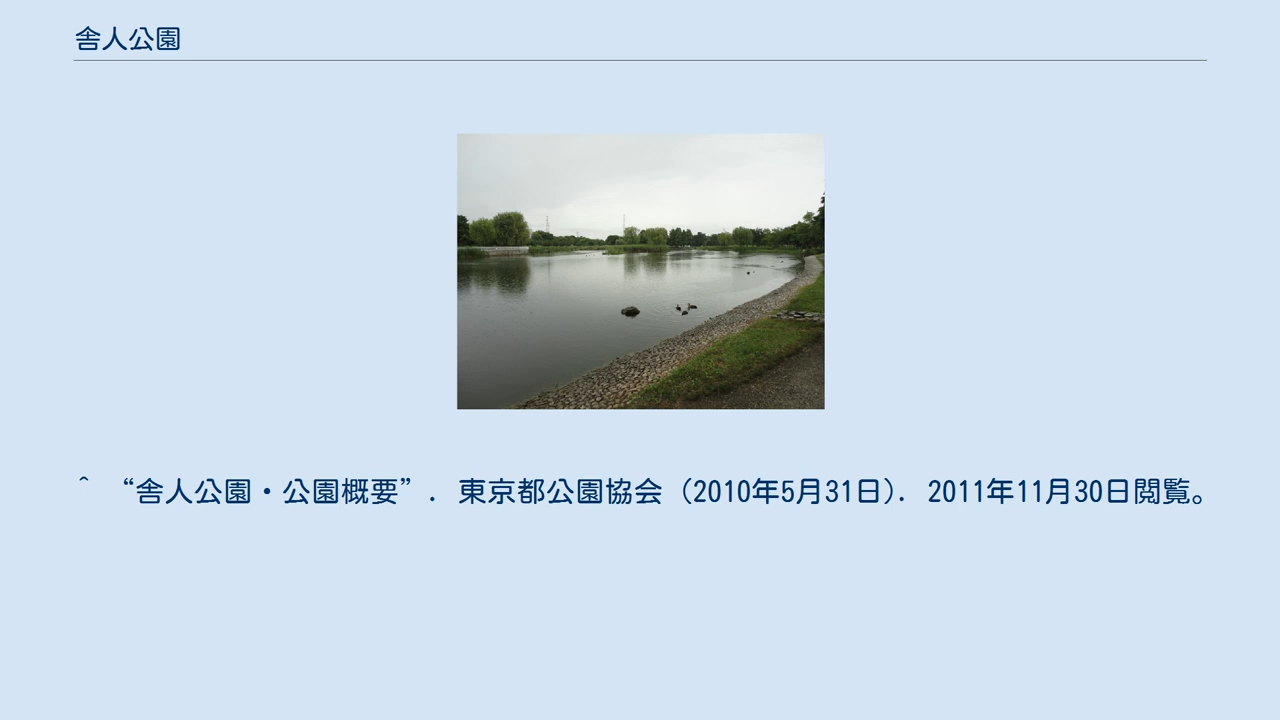 舎人公園
^ “舎人公園・公園概要”. 東京都公園協会 (2010年5月31日). 2011年11月30日閲覧。